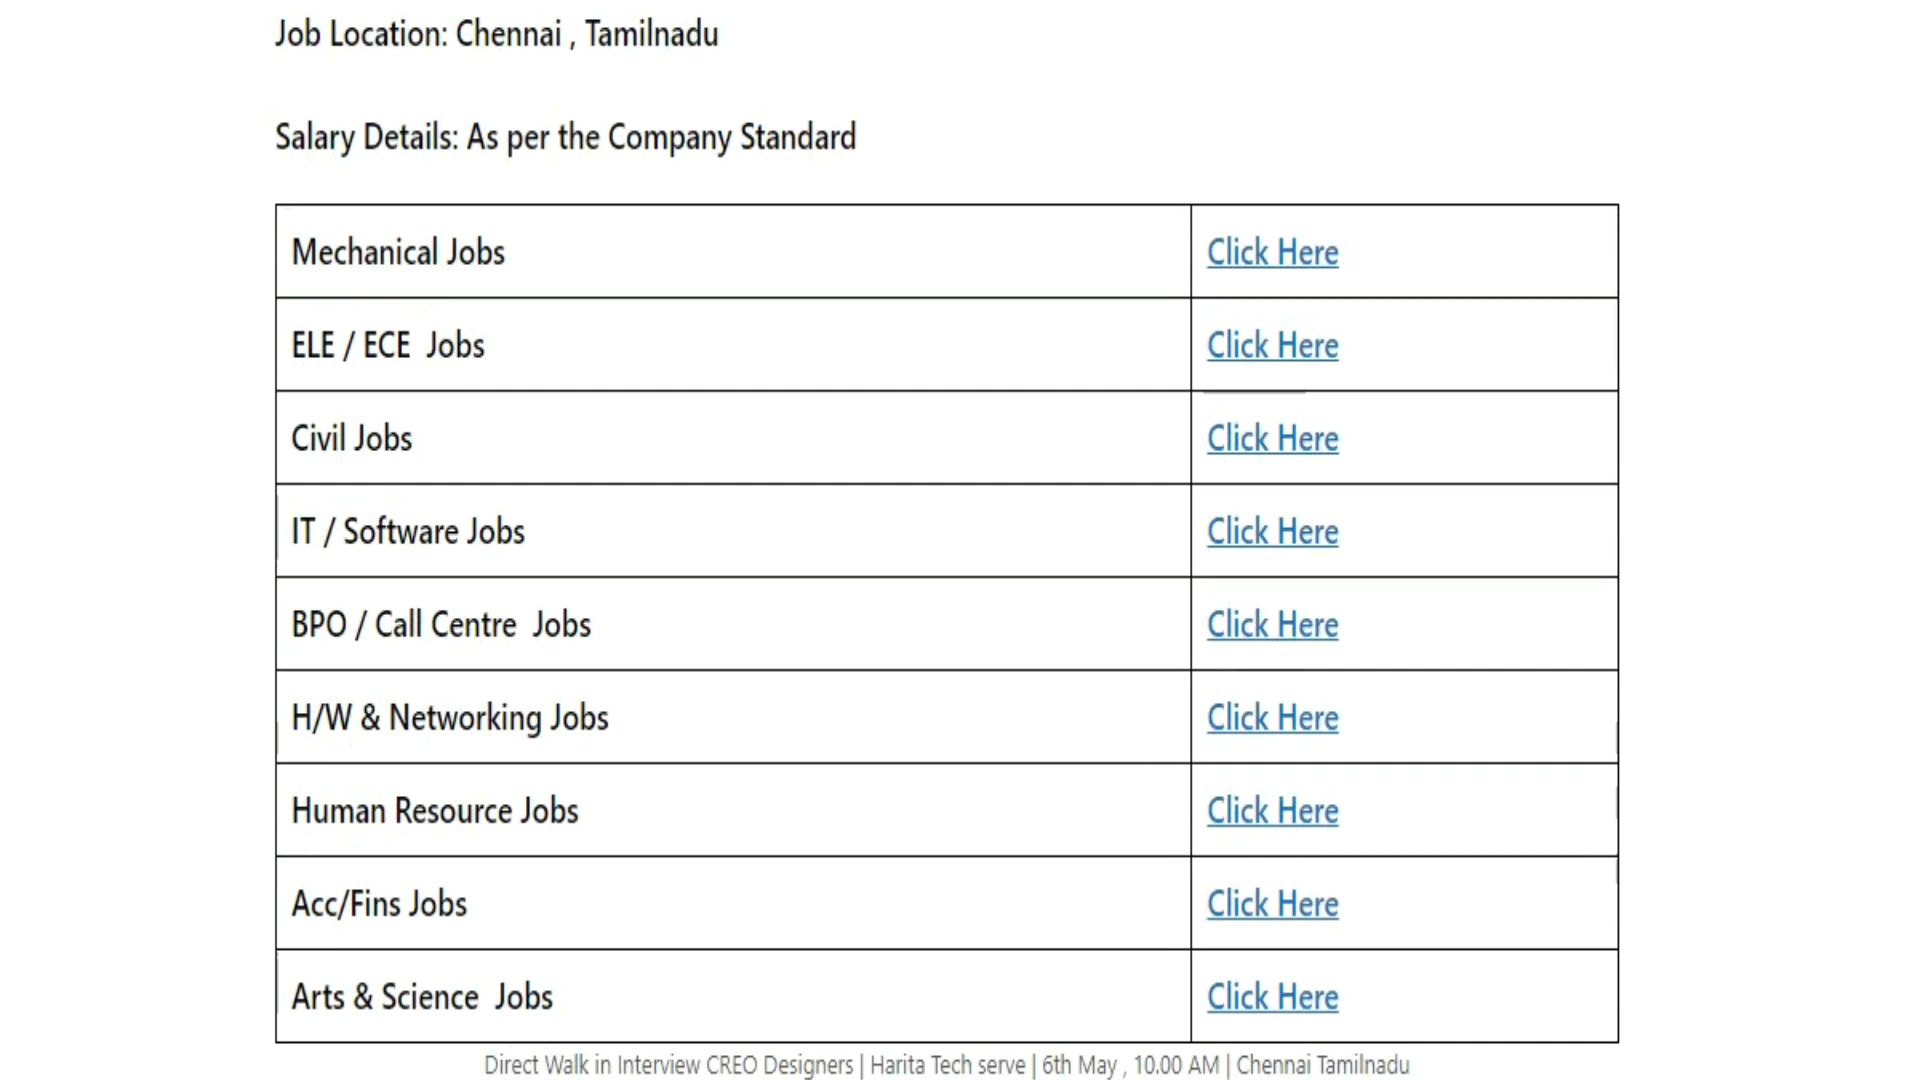 Job Location: Chennai , Tamilnadu
Salary Details: As per the Company Standard
Mechanical Jobs Click Here
ELE / ECE  Jobs Click Here
Civil Jobs Click Here
IT / Software Jobs Click Here
BPO / Call Centre  Jobs Click Here
H/W & Networking Jobs Click Here
Human Resource Jobs Click Here
Acc/Fins Jobs Click Here
Arts & Science  Jobs Click Here
Direct Walk in Interview CREO Designers | Harita Tech serve | 6th May , 10.00 AM | Chennai Tamilnadu